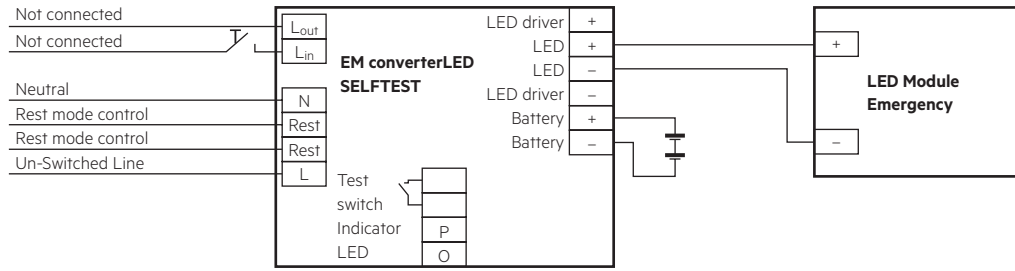 Not connected
Not connected
Neutral
Rest mode control
Rest mode control
Un-Switched Line
Lout
Lin
N
Rest
Rest
L
EM converterLED
SELFTEST
Test
switch
Indicator
LED
P
O
LED driver +
LED +
LED –
LED driver –
Battery +
Battery –
+
–
LED Module
Emergency